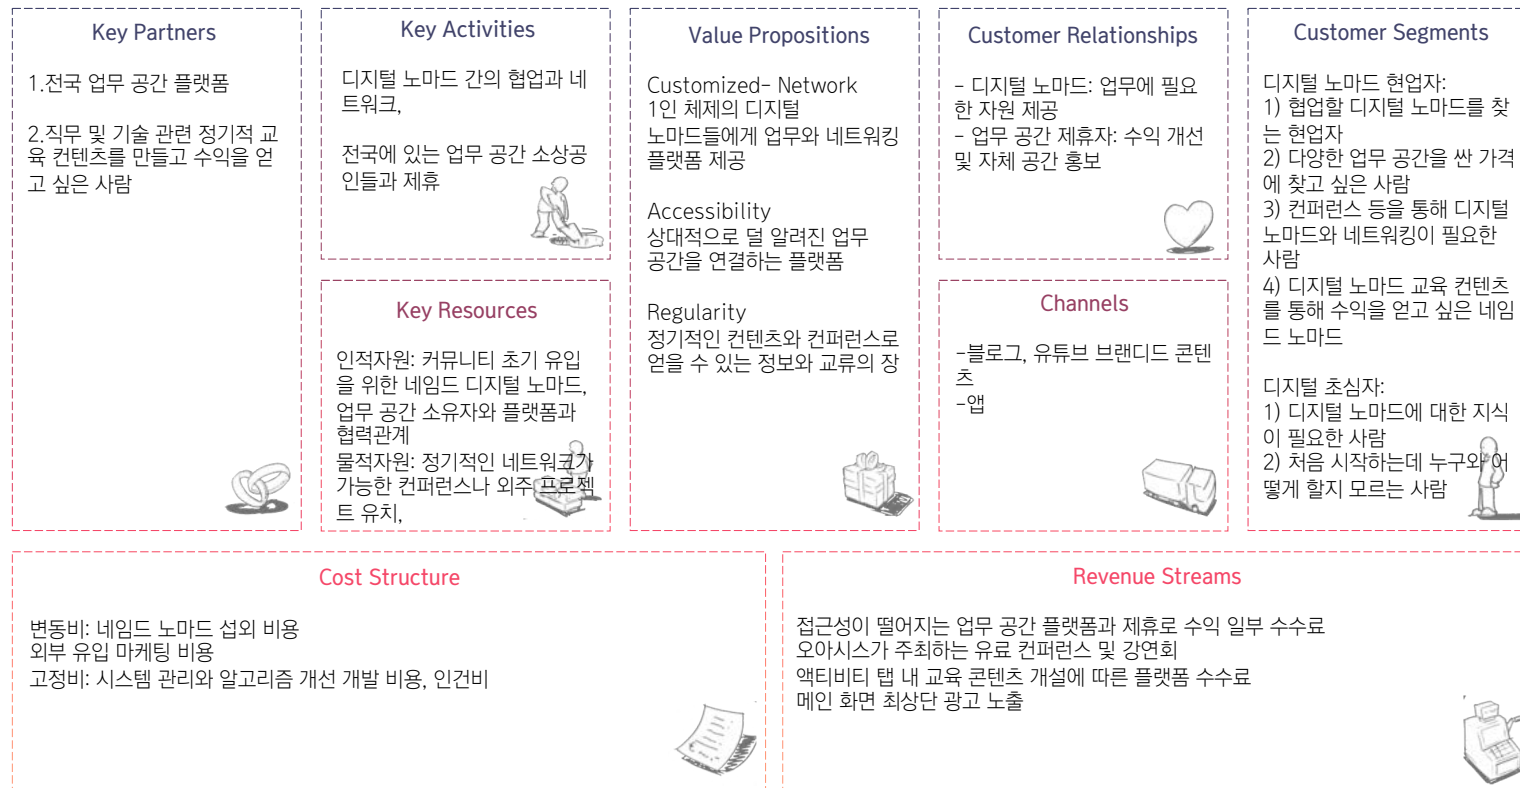 Key Partners
1.전국 업무 공간 플랫폼
2.직무 및 기술 관련 정기적 교
육 컨텐츠를 만들고 수익을 얻
고 싶은 사람
Key Activities
디지털 노마드 간의 협업과 네
트워크,
전국에 있는 업무 공간 소상공
인들과 제휴
Key Resources
인적자원: 커뮤니티 초기 유입
을 위한 네임드 디지털 노마드,
업무 공간 소유자와 플랫폼과
협력관계
물적자원: 정기적인 네트워크가
가능한 컨퍼런스나 외주 프로젝
트 유치,
Value Propositions
Customized- Network
1인 체제의 디지털
노마드들에게 업무와 네트워킹
플랫폼 제공
Accessibility
상대적으로 덜 알려진 업무
공간을 연결하는 플랫폼
Regularity
정기적인 컨텐츠와 컨퍼런스로
얻을 수 있는 정보와 교류의 장
Customer Relationships
- 디지털 노마드: 업무에 필요
한 자원 제공
- 업무 공간 제휴자: 수익 개선
및 자체 공간 홍보
Channels
-블로그, 유튜브 브랜디드 콘텐
츠
-앱
Customer Segments
디지털 노마드 현업자:
1) 협업할 디지털 노마드를 찾
는 현업자
2) 다양한 업무 공간을 싼 가격
에 찾고 싶은 사람
3) 컨퍼런스 등을 통해 디지털
노마드와 네트워킹이 필요한
사람
4) 디지털 노마드 교육 컨텐츠
를 통해 수익을 얻고 싶은 네임
드 노마드
디지털 초심자:
1) 디지털 노마드에 대한 지식
이 필요한 사람
2) 처음 시작하는데 누구와 어
떻게 할지 모르는 사람
Cost Structure
변동비: 네임드 노마드 섭외 비용
외부 유입 마케팅 비용
고정비: 시스템 관리와 알고리즘 개선 개발 비용, 인건비
Revenue Streams
접근성이 떨어지는 업무 공간 플랫폼과 제휴로 수익 일부 수수료
오아시스가 주최하는 유료 컨퍼런스 및 강연회
액티비티 탭 내 교육 콘텐츠 개설에 따른 플랫폼 수수료
메인 화면 최상단 광고 노출